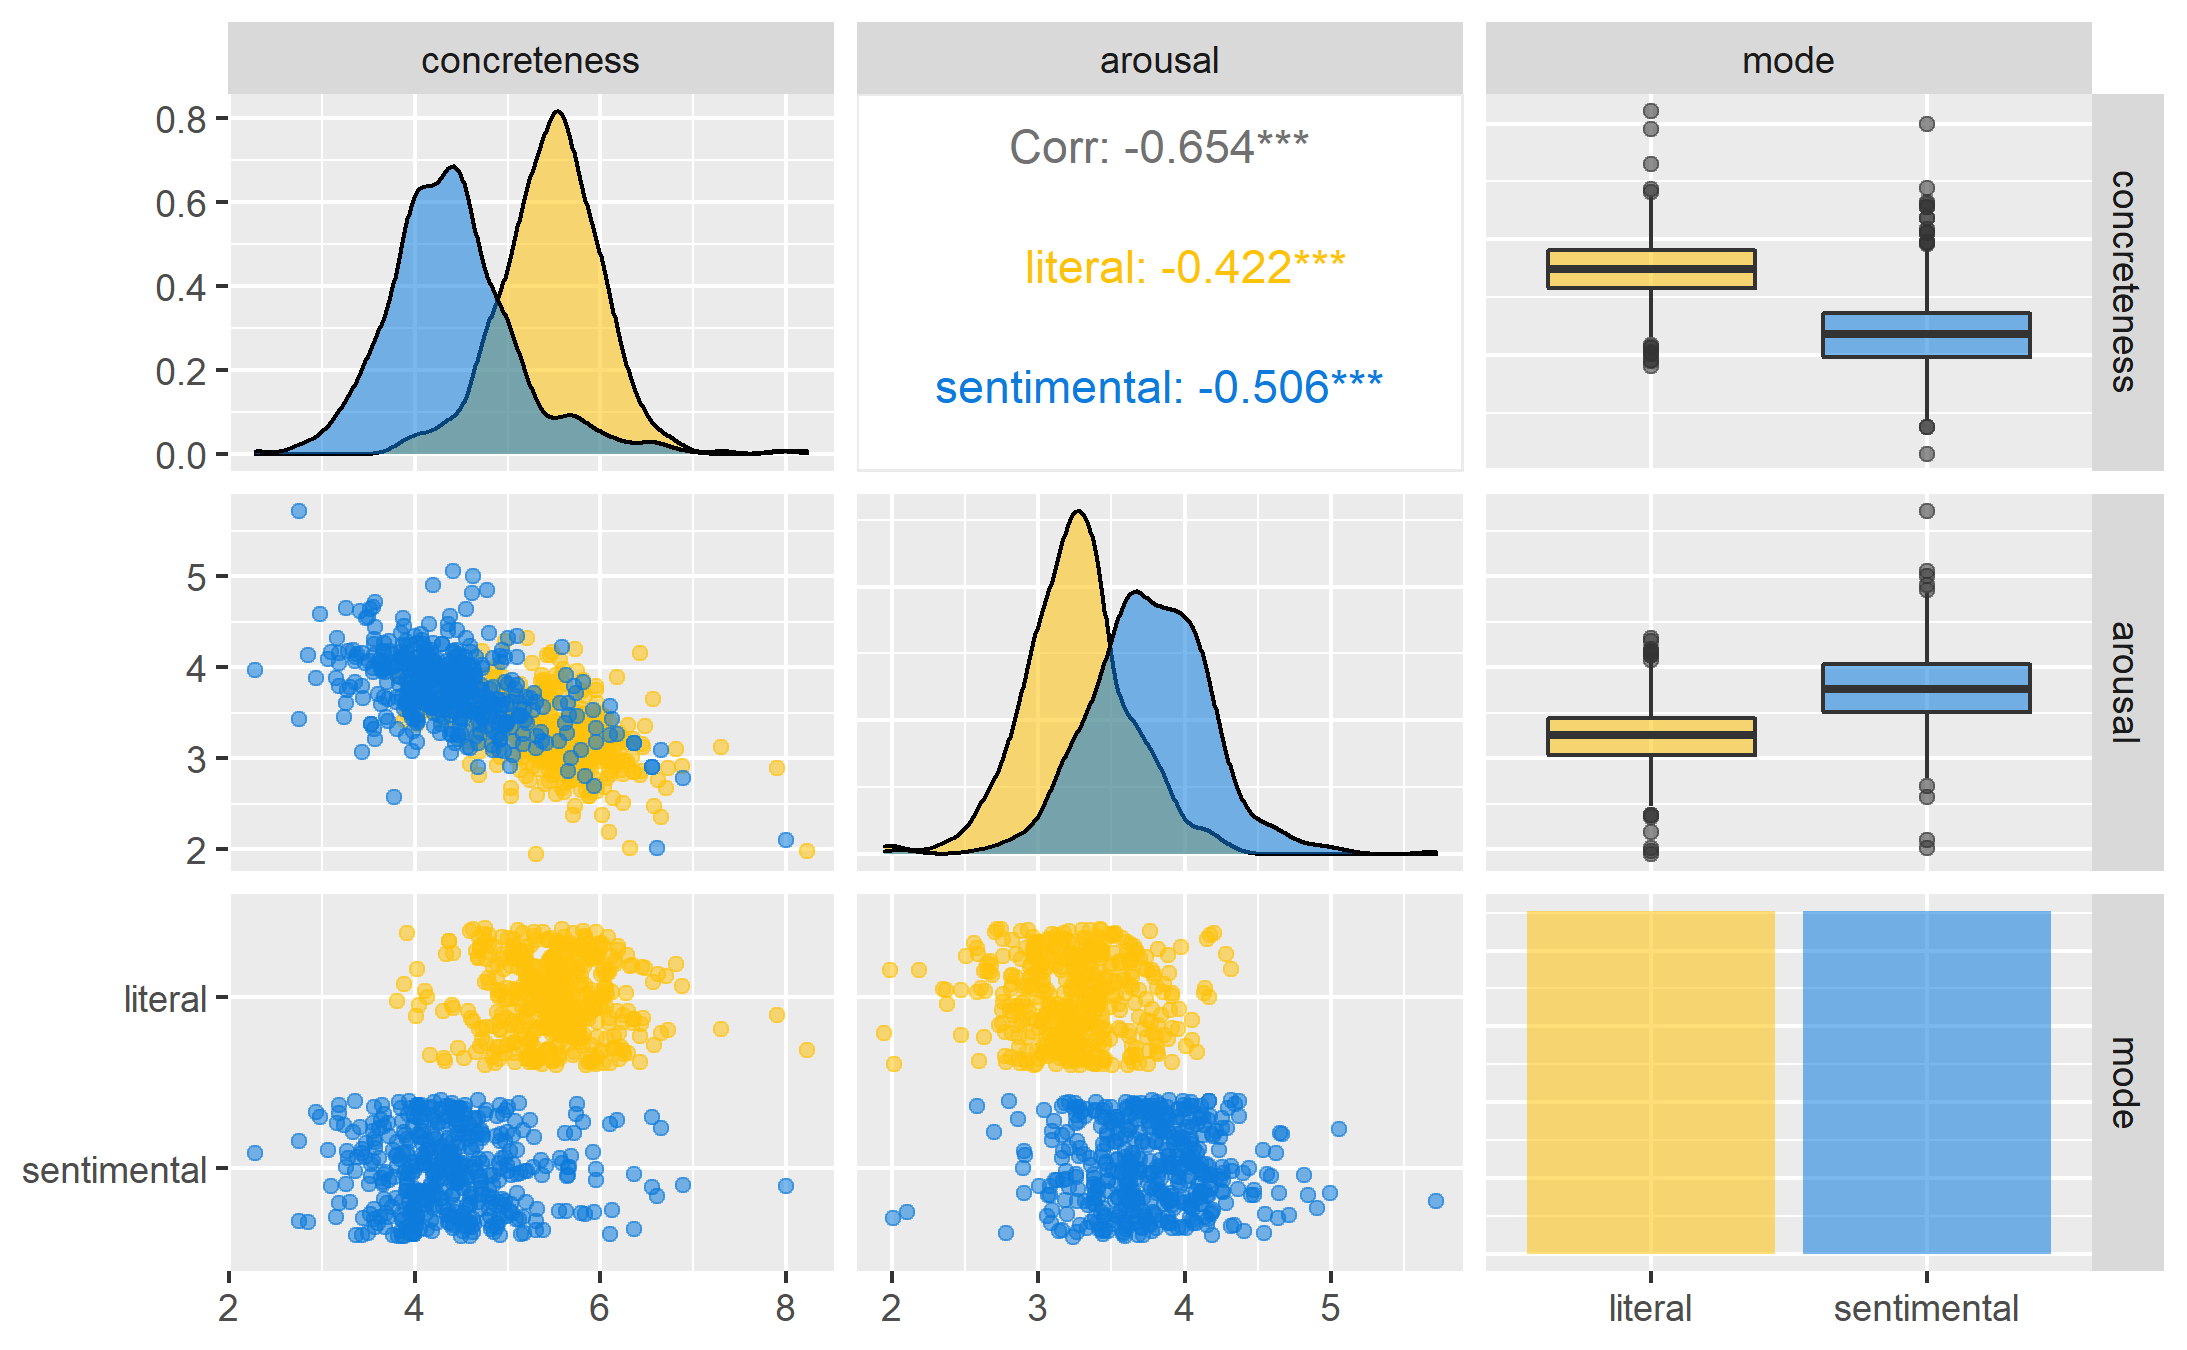 concreteness
arousal
mode
0.8
0.6
0.4
0.2
0.0
Corr: -0.654***
literal: -0.422***
sentimental: -0.506***
concreteness
5
4
3
2
arousal
literal
sentimental
mode
2
4
6
8
2
3
4
5
literal
sentimental